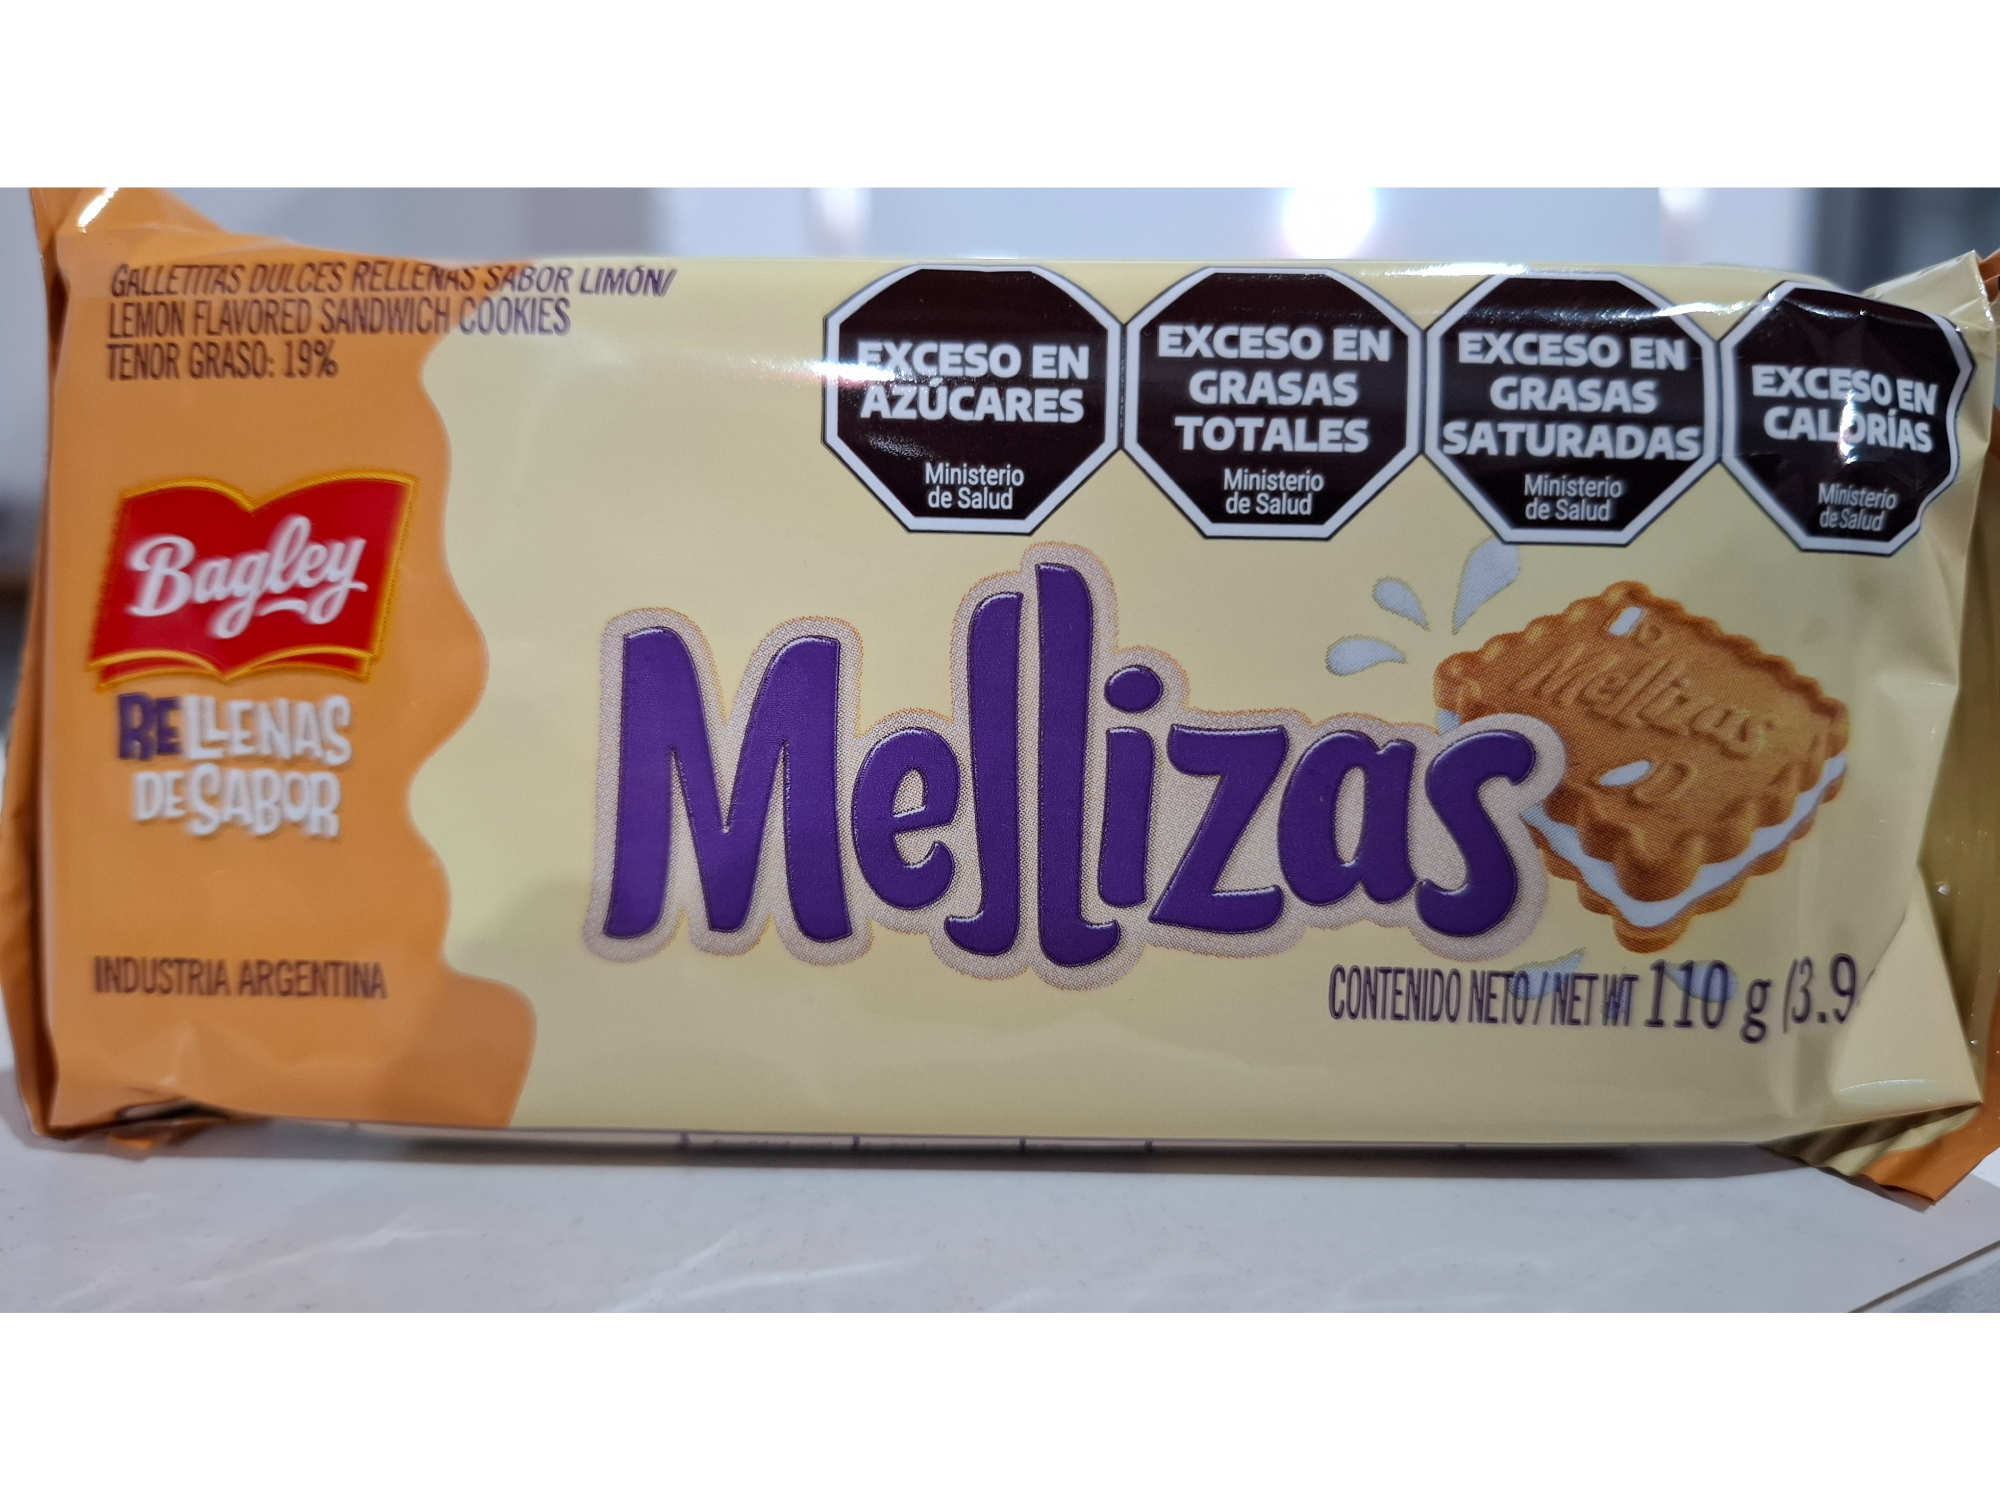 GALLETITAS DULCES RELLENAS SABOR LIMÓN/
LEMON FLAVORED SANDWICH COOKIES
TENOR GRASO: 19%
EXCESO EN
AZÚCARES
Ministerio
de Salud
EXCESO EN
GRASAS
TOTALES
Ministerio
de Salud
EXCESO EN
GRASAS
SATURADAS
Ministerio
de Salud
EXCESO EN
CALORÍAS
Ministerio
de Salud
Bagley
RELLENAS
DE SABOR
Mellizas
Mellizas
INDUSTRIA ARGENTINA
CONTENIDO NETO / NET WT 110 g (3.9